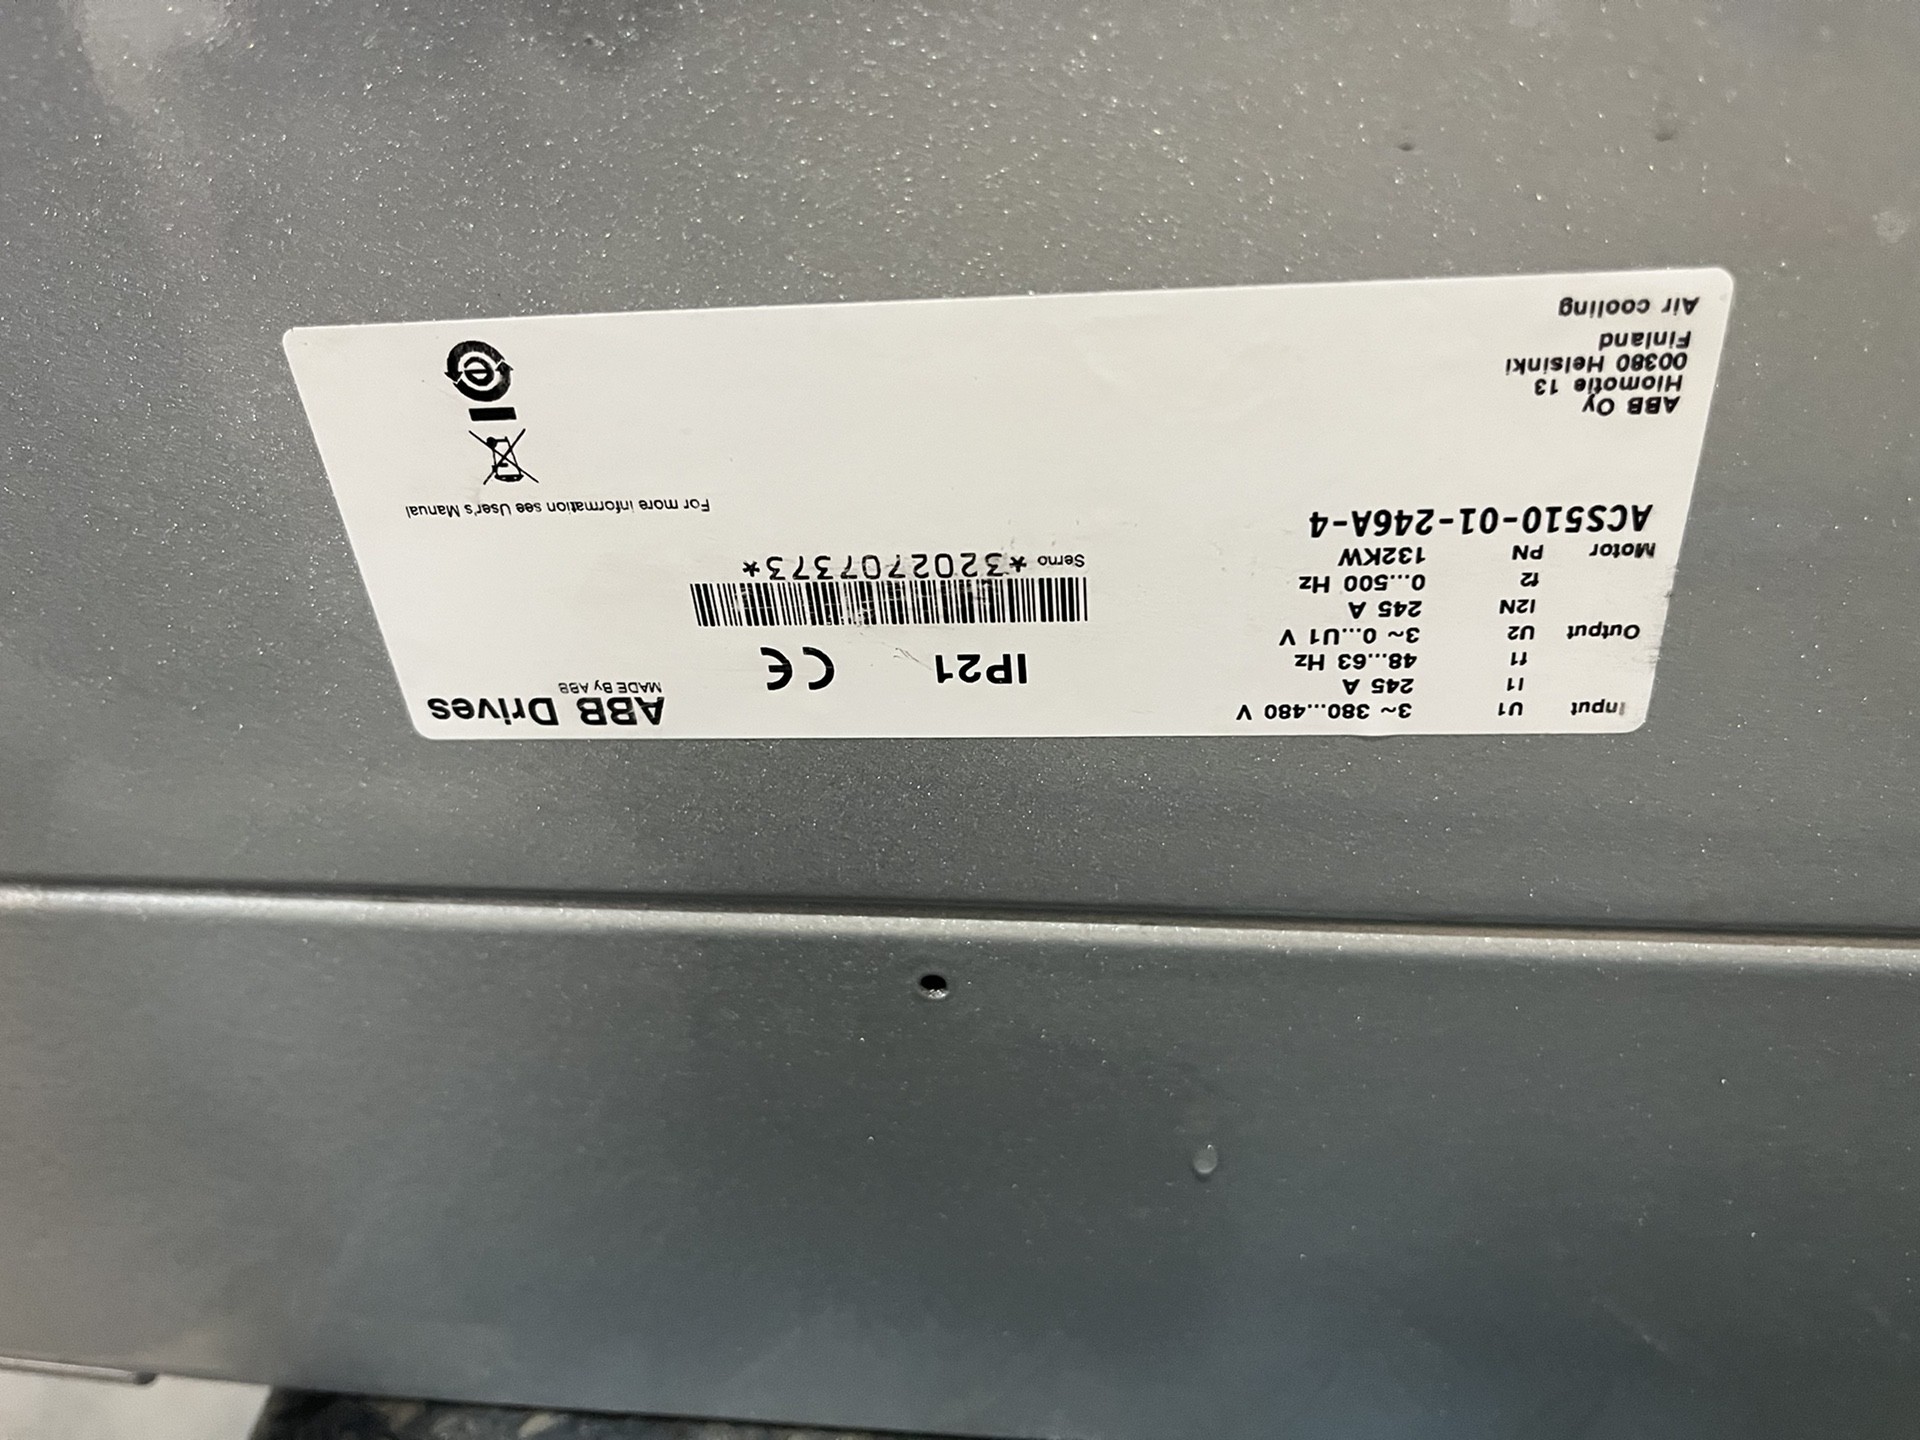 Input U1 3~ 380...480 V
I1 245 A
f1 48...63 Hz
Output U2 3~ 0...U1 V
I2N 245 A
f2 0...500 Hz
Motor PN 132KW
ACS510-01-246A-4
ABB Oy
Hiomotie 13
00380 Helsinki
Finland
Air cooling
IP21
CE
Serno *3202707373*
ABB Drives
MADE By ABB
For more information see User's Manual
e